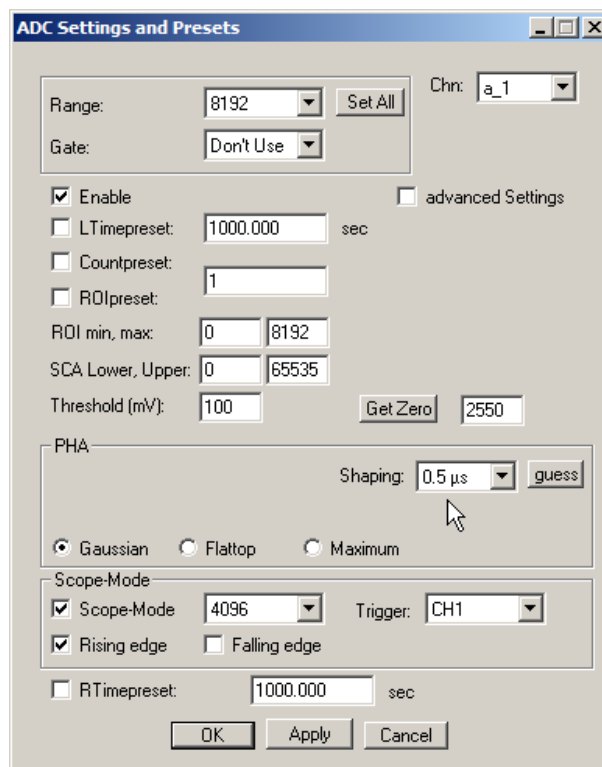 ADC Settings and Presets
Chn: a_1
Range: 8192 Set All
Gate: Don't Use
Enable advanced Settings
LTimepreset: 1000.000 sec
Countpreset:
1
ROIpreset:
ROI min, max: 0 8192
SCA Lower, Upper: 0 65535
Threshold (mV): 100 Get Zero 2550
PHA
Shaping: 0.5 µs guess
Gaussian Flattop Maximum
Scope-Mode
Scope-Mode 4096 Trigger: CH1
Rising edge Falling edge
RTimepreset: 1000.000 sec
OK Apply Cancel